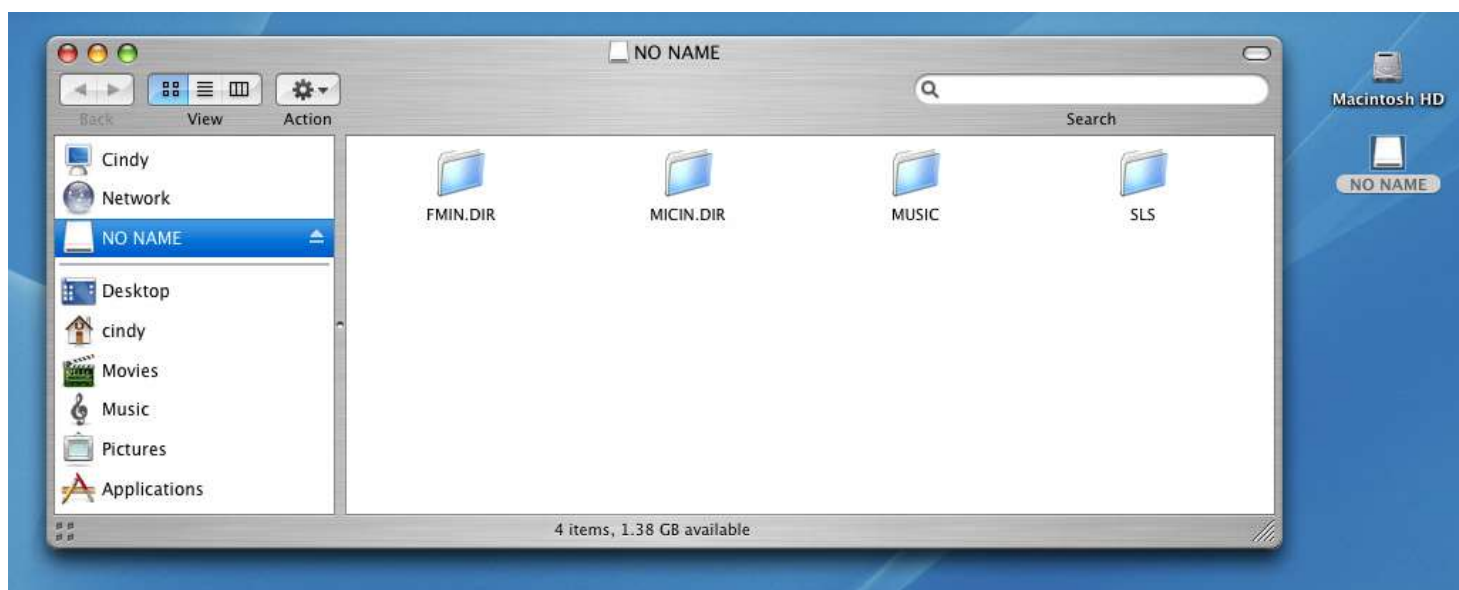 NO NAME
Back View Action Search
Cindy
Network
NO NAME
Desktop
cindy
Movies
Music
Pictures
Applications
FMIN.DIR MICIN.DIR MUSIC SLS
4 items, 1.38 GB available
Macintosh HD
NO NAME